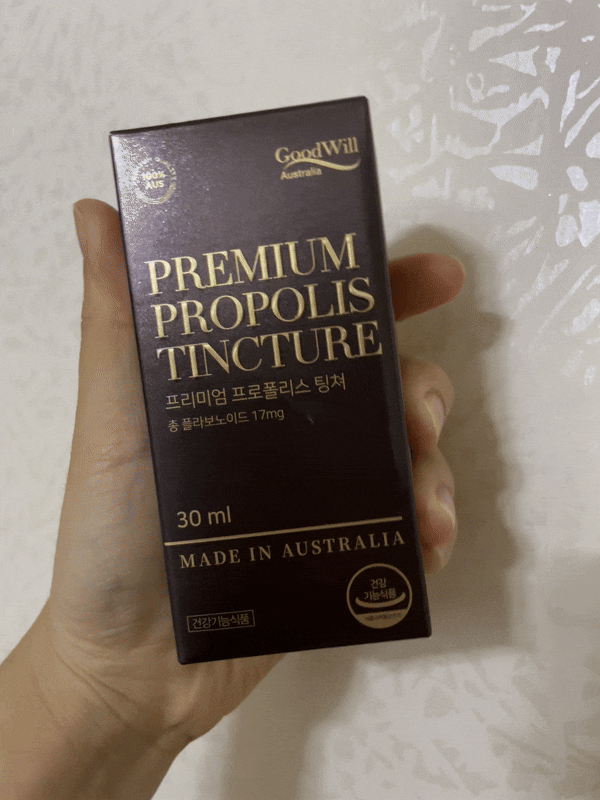 100%
AUS
GoodWill
Australia
PREMIUM
PROPOLIS
TINCTURE
프리미엄 프로폴리스 팅쳐
총 플라보노이드 17mg
30 ml
MADE IN AUSTRALIA
건강
기능식품
건강기능식품